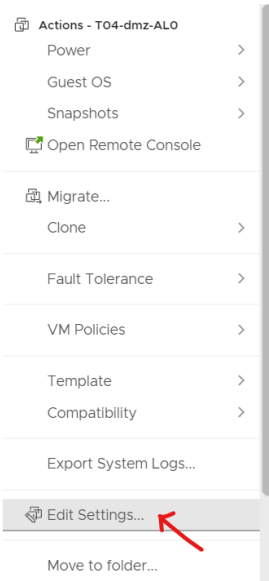 Actions - T04-dmz-AL0
Power
Guest OS
Snapshots
Open Remote Console
Migrate...
Clone
Fault Tolerance
VM Policies
Template
Compatibility
Export System Logs...
Edit Settings...
Move to folder...